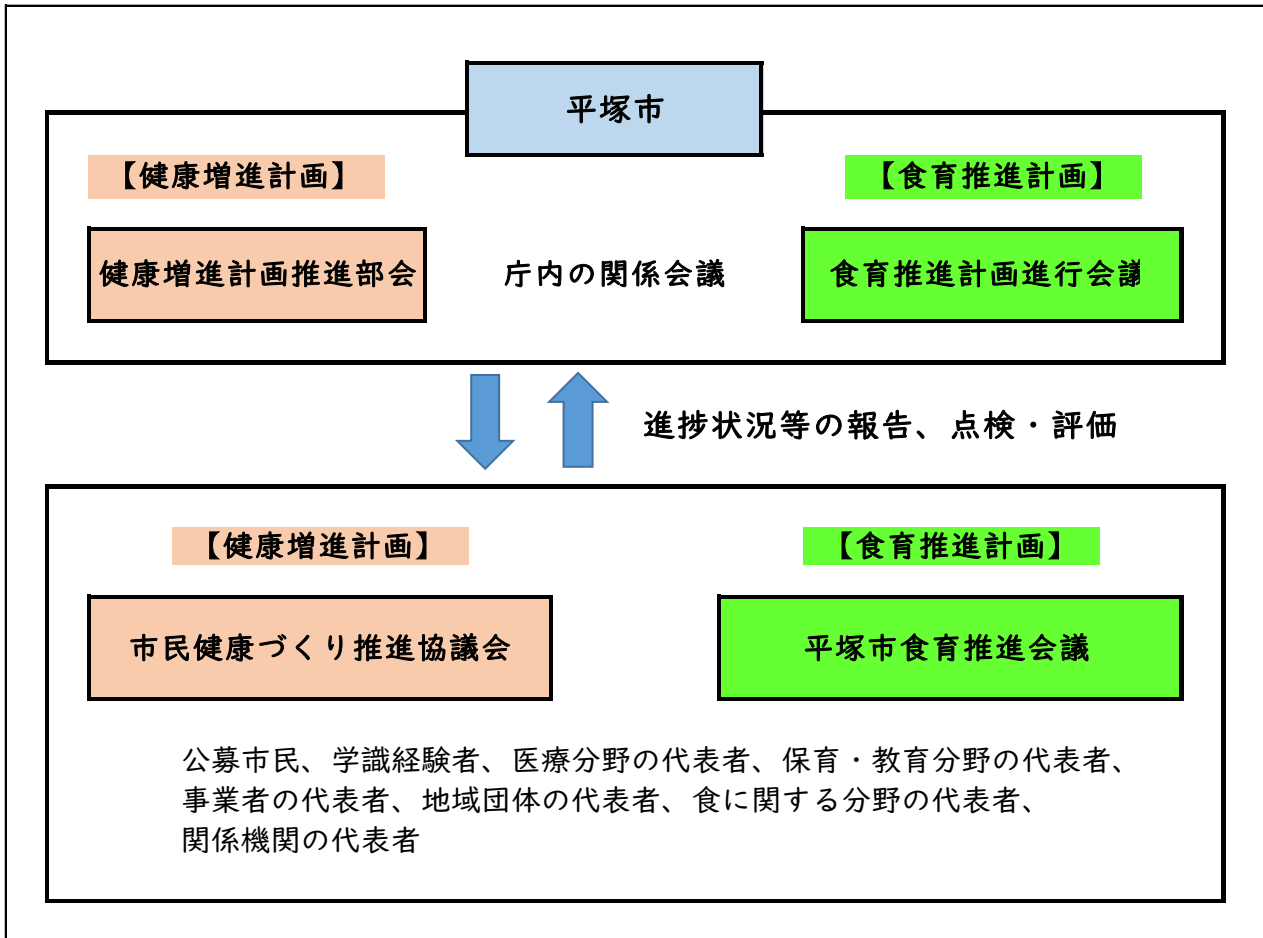 平塚市
【健康増進計画】
【食育推進計画】
健康増進計画推進部会
庁内の関係会議
食育推進計画進行会議
進捗状況等の報告、点検・評価
【健康増進計画】
【食育推進計画】
市民健康づくり推進協議会
平塚市食育推進会議
公募市民、学識経験者、医療分野の代表者、保育・教育分野の代表者、
事業者の代表者、地域団体の代表者、食に関する分野の代表者、
関係機関の代表者